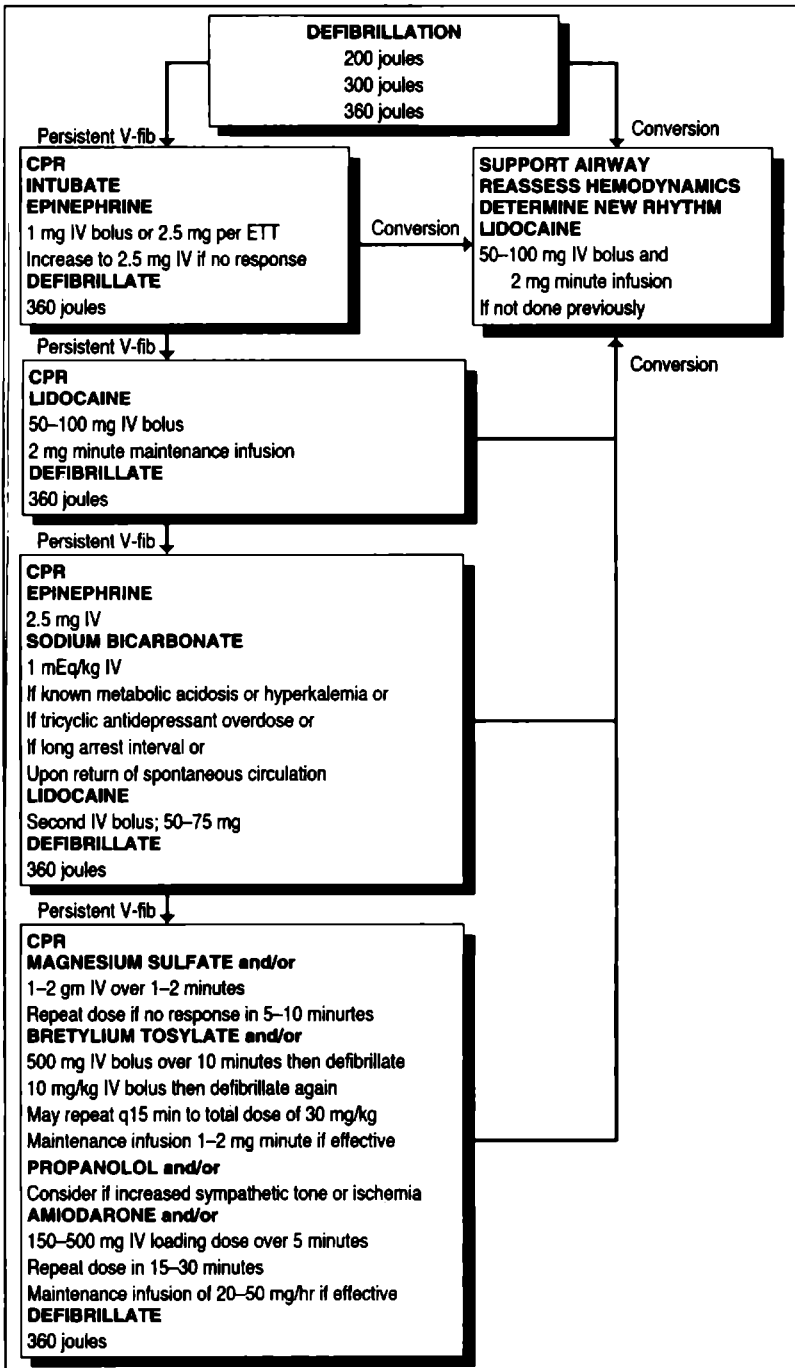 DEFIBRILLATION
200 joules
300 joules
360 joules
Persistent V-fib
Conversion
CPR
INTUBATE
EPINEPHRINE
1 mg IV bolus or 2.5 mg per ETT
Increase to 2.5 mg IV if no response
DEFIBRILLATE
360 joules
Conversion
SUPPORT AIRWAY
REASSESS HEMODYNAMICS
DETERMINE NEW RHYTHM
LIDOCAINE
50–100 mg IV bolus and
2 mg minute infusion
If not done previously
Persistent V-fib
Conversion
CPR
LIDOCAINE
50–100 mg IV bolus
2 mg minute maintenance infusion
DEFIBRILLATE
360 joules
Persistent V-fib
CPR
EPINEPHRINE
2.5 mg IV
SODIUM BICARBONATE
1 mEq/kg IV
If known metabolic acidosis or hyperkalemia or
If tricyclic antidepressant overdose or
If long arrest interval or
Upon return of spontaneous circulation
LIDOCAINE
Second IV bolus; 50–75 mg
DEFIBRILLATE
360 joules
Persistent V-fib
CPR
MAGNESIUM SULFATE and/or
1–2 gm IV over 1–2 minutes
Repeat dose if no response in 5–10 minurtes
BRETYLIUM TOSYLATE and/or
500 mg IV bolus over 10 minutes then defibrillate
10 mg/kg IV bolus then defibrillate again
May repeat q15 min to total dose of 30 mg/kg
Maintenance infusion 1–2 mg minute if effective
PROPANOLOL and/or
Consider if increased sympathetic tone or ischemia
AMIODARONE and/or
150–500 mg IV loading dose over 5 minutes
Repeat dose in 15–30 minutes
Maintenance infusion of 20–50 mg/hr if effective
DEFIBRILLATE
360 joules